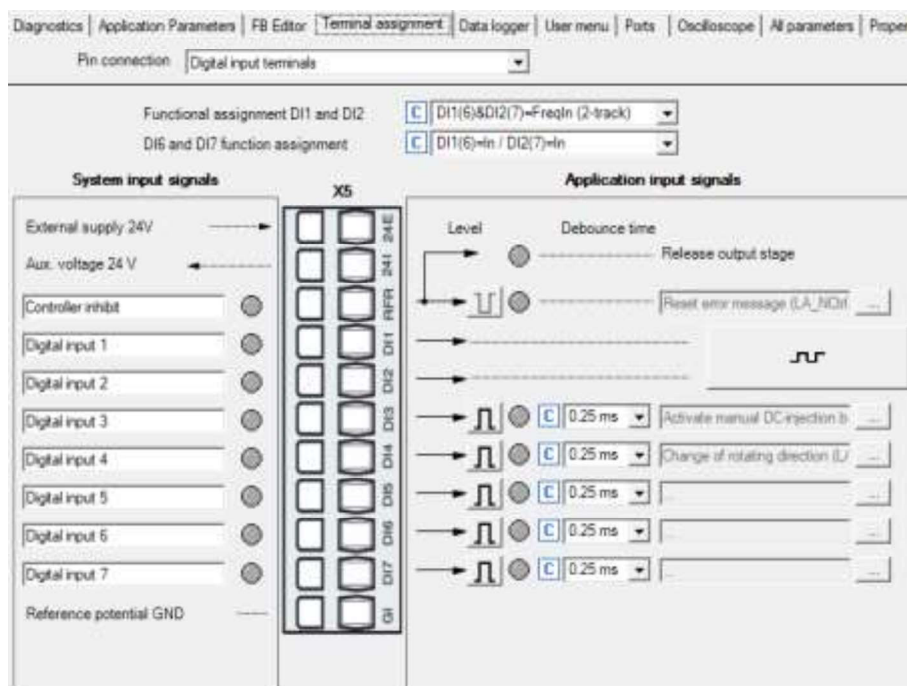 Diagnostics | Application Parameters | FB Editor | Terminal assignment | Data logger | User menu | Ports | Oscilloscope | All parameters | Proper
Pin connection Digital input terminals
Functional assignment DI1 and DI2 C DI1(6)&DI2(7)=FreqIn (2-track)
DI6 and DI7 function assignment C DI1(6)=In / DI2(7)=In
System input signals X5 Application input signals
External supply 24V 24E Level Debounce time
Aux. voltage 24 V 24I Release output stage
Controller inhibit RFR Reset error message (LA_NCtrl ...
Digital input 1 DI1
Digital input 2 DI2
Digital input 3 DI3 C 0.25 ms Activate manual DC-injection b ...
Digital input 4 DI4 C 0.25 ms Change of rotating direction (L/ ...
Digital input 5 DI5 C 0.25 ms ... ...
Digital input 6 DI6 C 0.25 ms ... ...
Digital input 7 DI7 C 0.25 ms ... ...
Reference potential GND GI